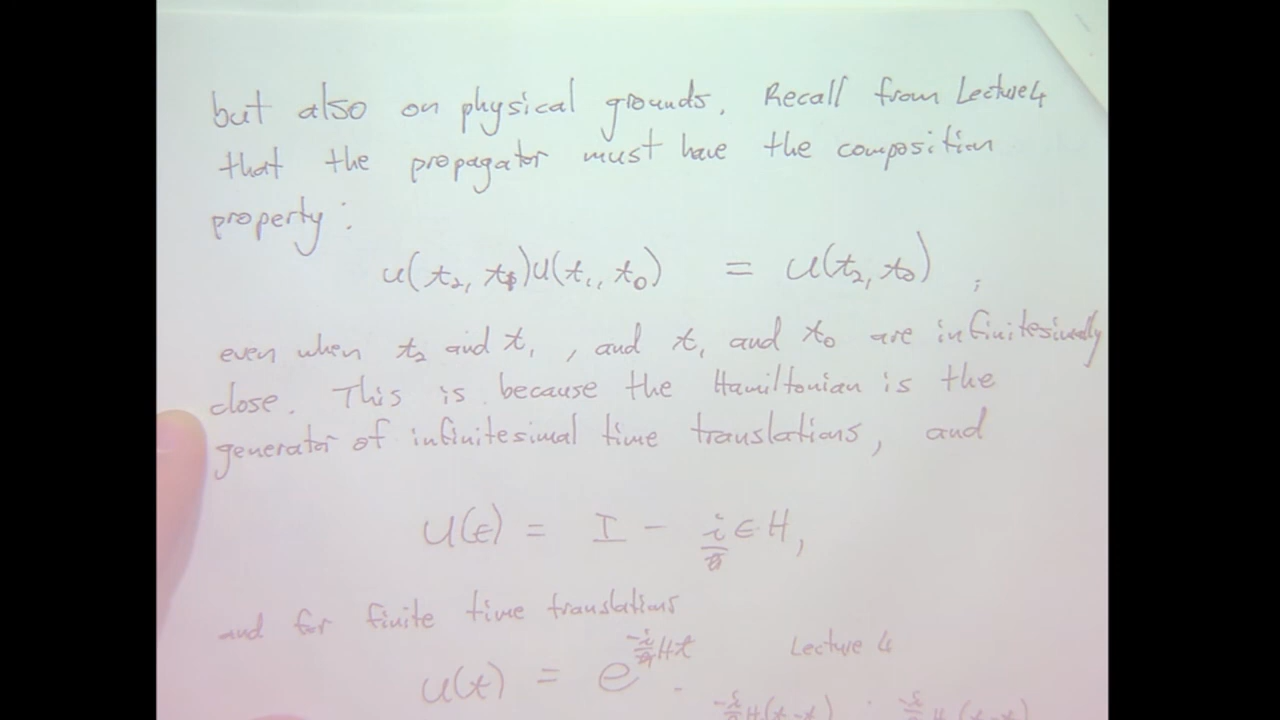 but also on physical grounds. Recall from Lecture 4
that the propagator must have the composition
property:
U(t₂, t₁)U(t₁, t₀) = U(t₂, t₀) ,
even when t₂ and t₁ , and t₁ and t₀ are infinitesimally
close. This is because the Hamiltonian is the
generator of infinitesimal time translations, and
U(ϵ) = I - i/ħ ϵ H,
and for finite time translations
U(t) = e^{-i/ħ Ht} . Lecture 4